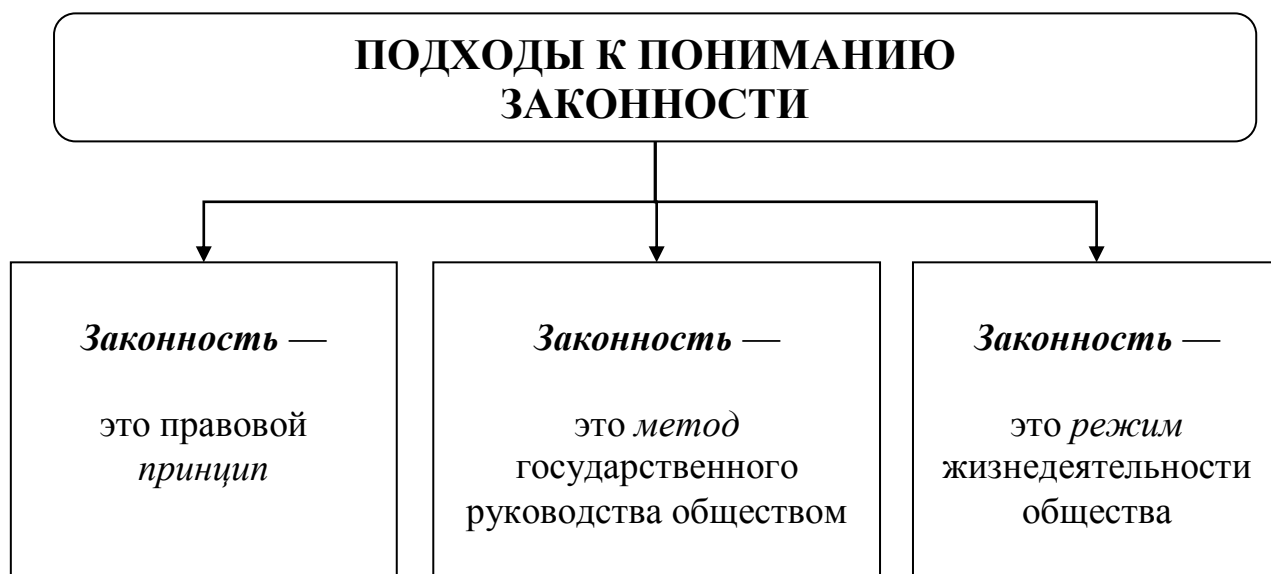 ПОДХОДЫ К ПОНИМАНИЮ
ЗАКОННОСТИ
Законность —
это правовой
принцип
Законность —
это метод
государственного
руководства обществом
Законность —
это режим
жизнедеятельности
общества